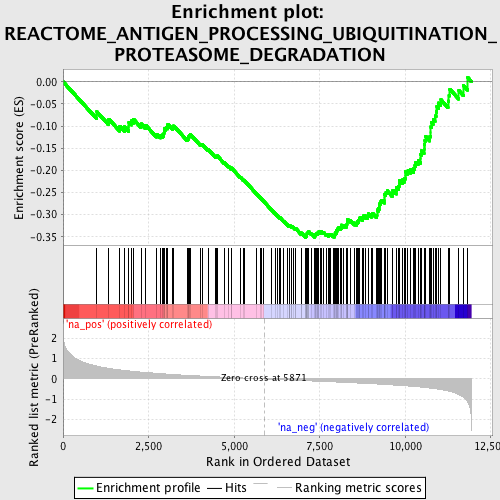 Enrichment plot:
REACTOME_ANTIGEN_PROCESSING_UBIQUITINATION_
PROTEASOME_DEGRADATION
Enrichment score (ES)
0.00
-0.05
-0.10
-0.15
-0.20
-0.25
-0.30
-0.35
'na_pos' (positively correlated)
Ranked list metric (PreRanked)
2
1
0
-1
-2
Zero cross at 5871
'na_neg' (negatively correlated)
0
2,500
5,000
7,500
10,000
12,500
Rank in Ordered Dataset
Enrichment profile
Hits
Ranking metric scores